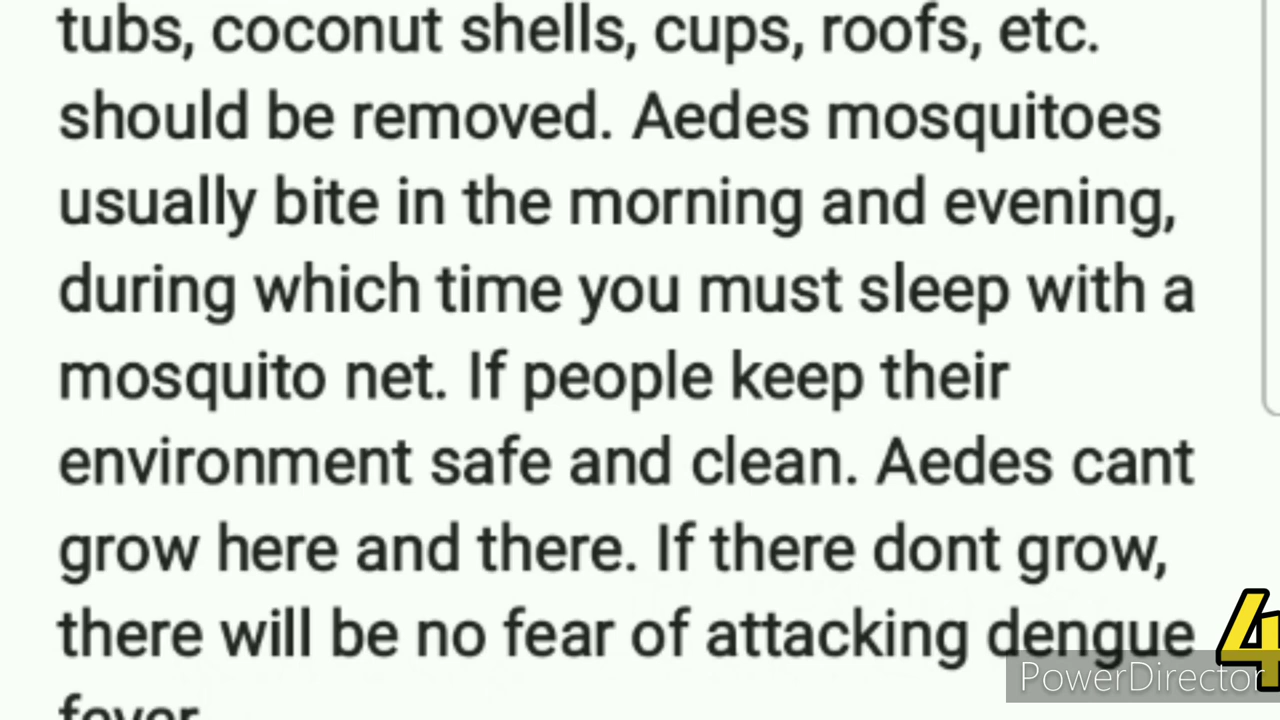 tubs, coconut shells, cups, roofs, etc.
should be removed. Aedes mosquitoes
usually bite in the morning and evening,
during which time you must sleep with a
mosquito net. If people keep their
environment safe and clean. Aedes cant
grow here and there. If there dont grow,
there will be no fear of attacking dengue
fever
4
PowerDirector